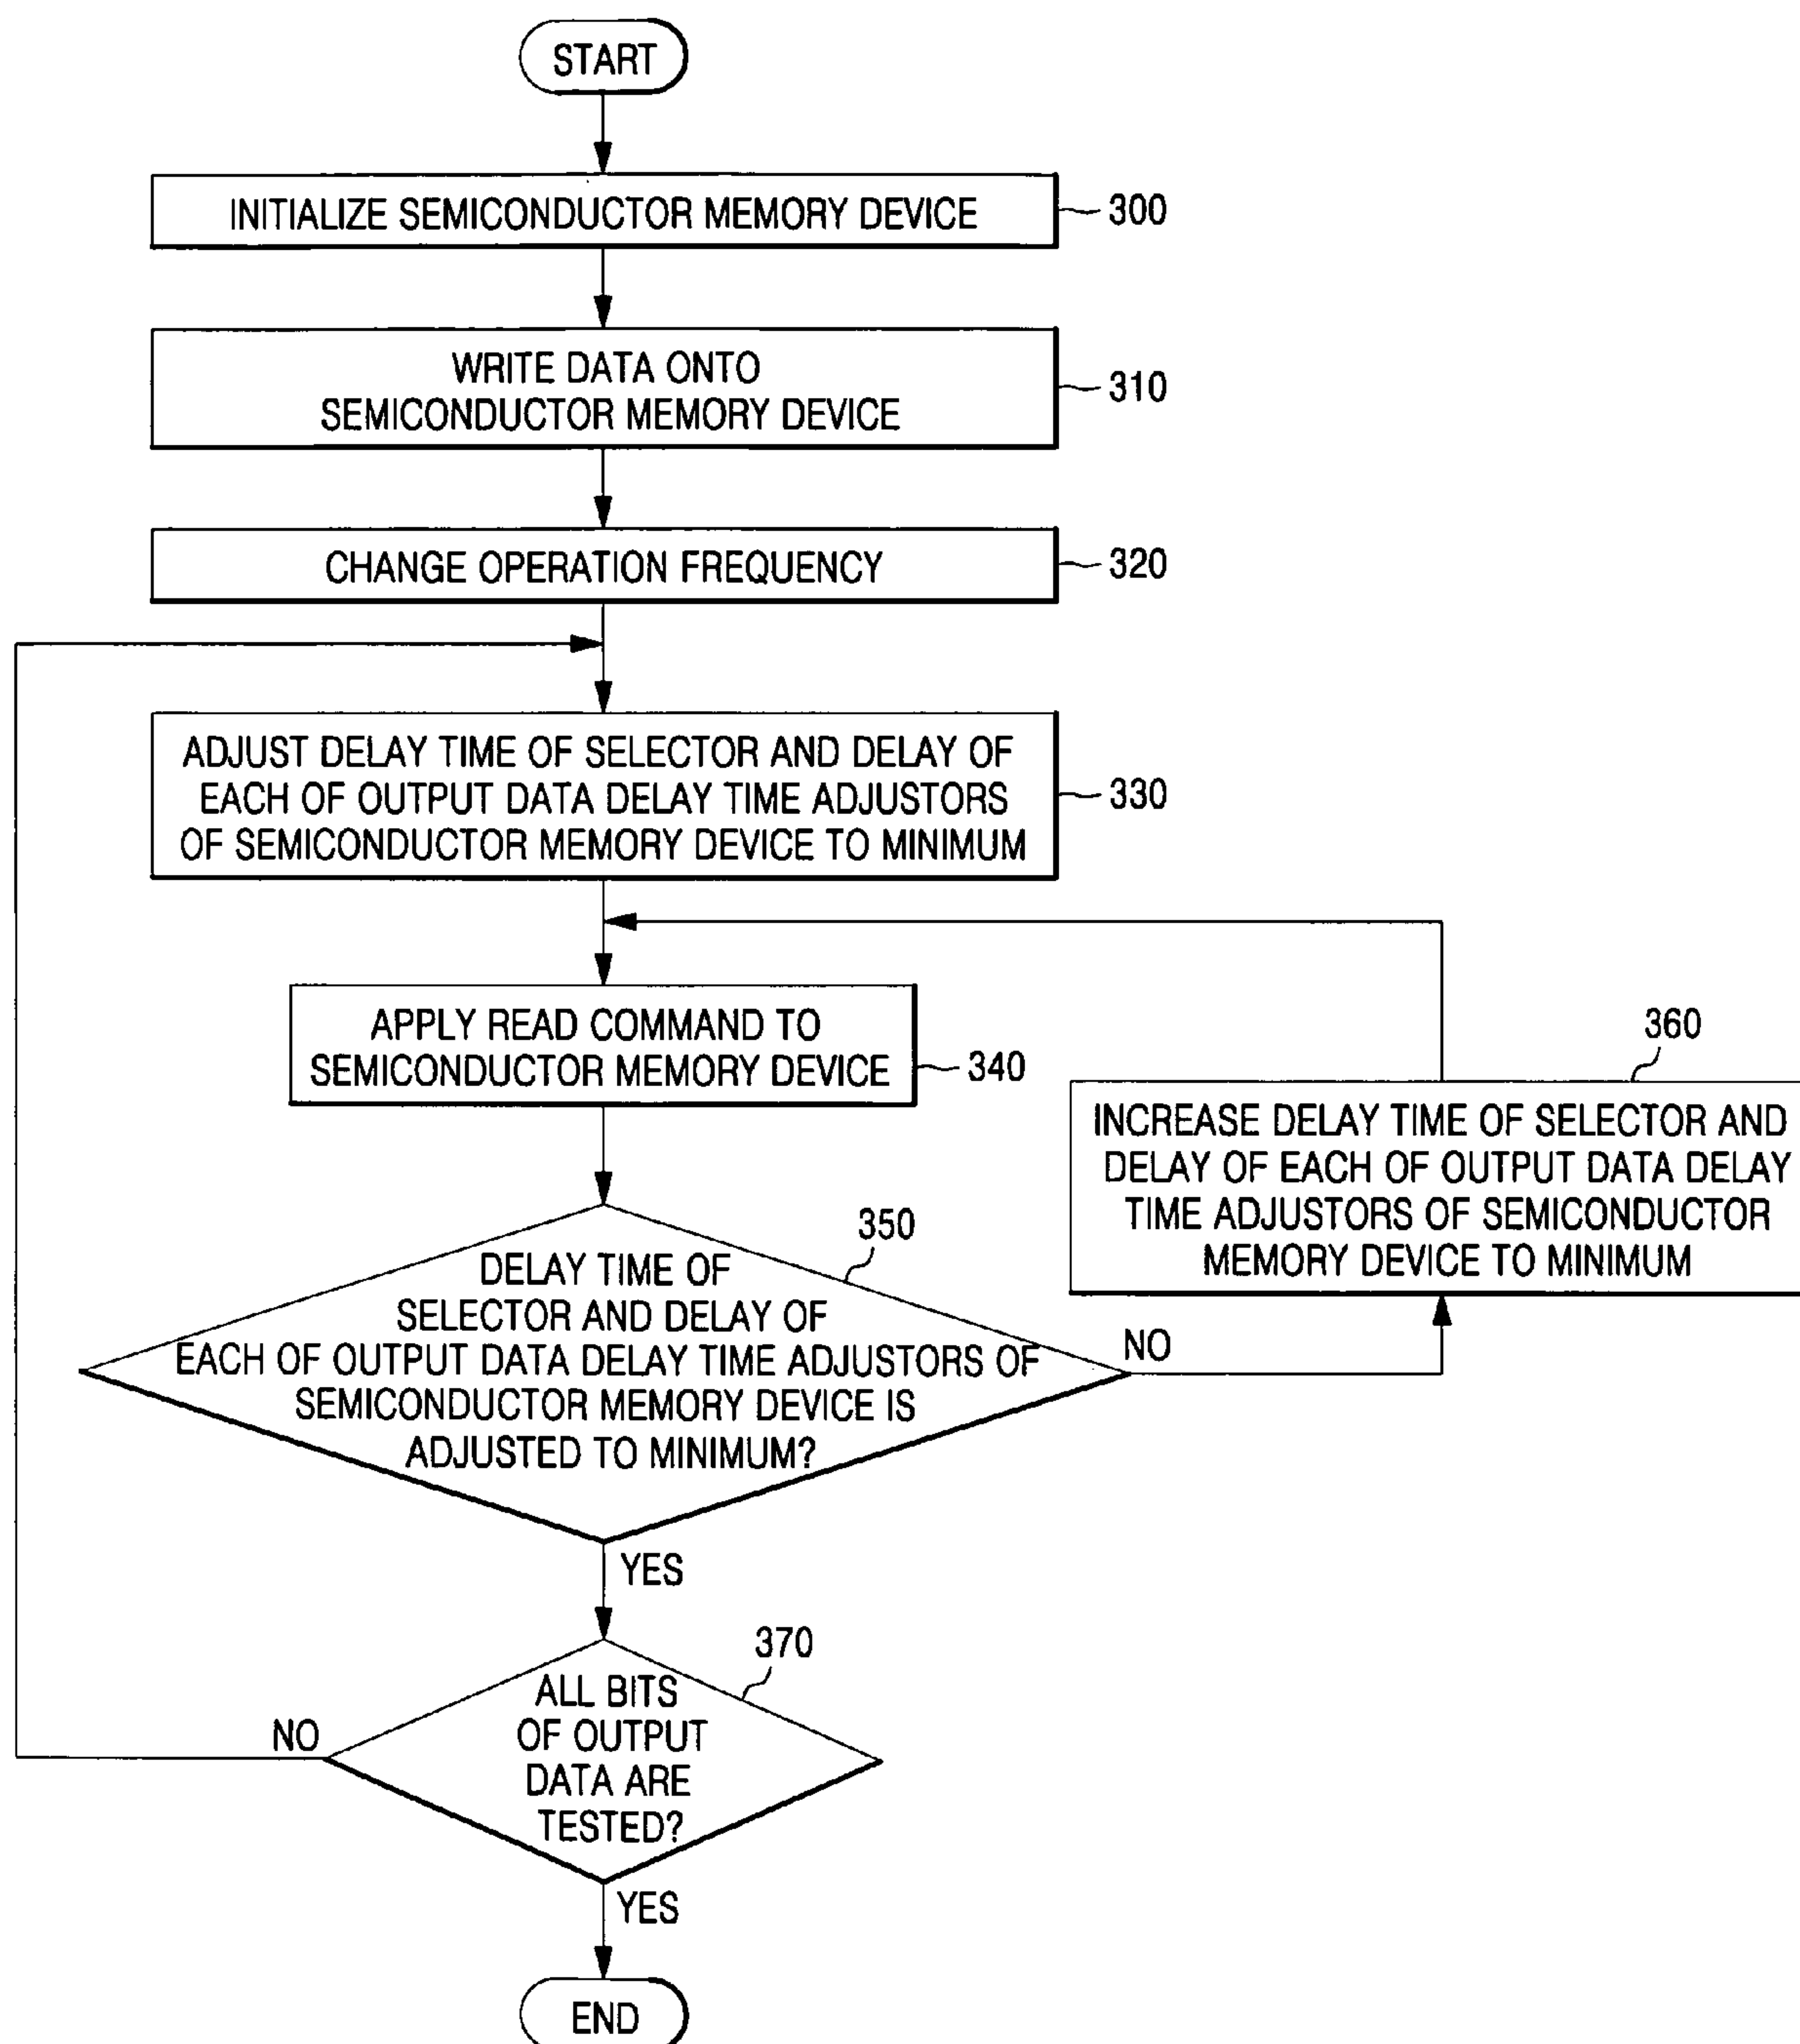 START
INITIALIZE SEMICONDUCTOR MEMORY DEVICE
300
WRITE DATA ONTO
SEMICONDUCTOR MEMORY DEVICE
310
CHANGE OPERATION FREQUENCY
320
ADJUST DELAY TIME OF SELECTOR AND DELAY OF
EACH OF OUTPUT DATA DELAY TIME ADJUSTORS
OF SEMICONDUCTOR MEMORY DEVICE TO MINIMUM
330
APPLY READ COMMAND TO
SEMICONDUCTOR MEMORY DEVICE
340
360
INCREASE DELAY TIME OF SELECTOR AND
DELAY OF EACH OF OUTPUT DATA DELAY
TIME ADJUSTORS OF SEMICONDUCTOR
MEMORY DEVICE TO MINIMUM
350
DELAY TIME OF
SELECTOR AND DELAY OF
EACH OF OUTPUT DATA DELAY TIME ADJUSTORS OF
SEMICONDUCTOR MEMORY DEVICE IS
ADJUSTED TO MINIMUM?
NO
YES
370
ALL BITS
OF OUTPUT
DATA ARE
TESTED?
NO
YES
END